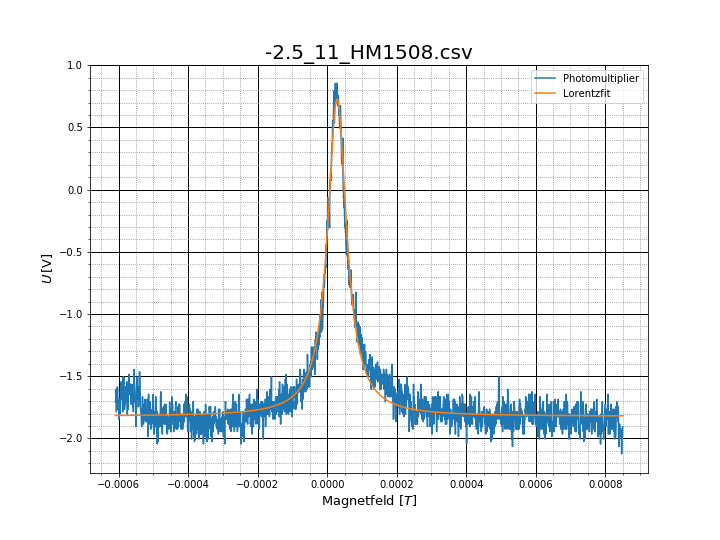 -2.5_11_HM1508.csv
1.0
0.5
0.0
−0.5
−1.0
−1.5
−2.0
U [V]
Photomultiplier
Lorentzfit
−0.0006 −0.0004 −0.0002 0.0000 0.0002 0.0004 0.0006 0.0008
Magnetfeld [T]